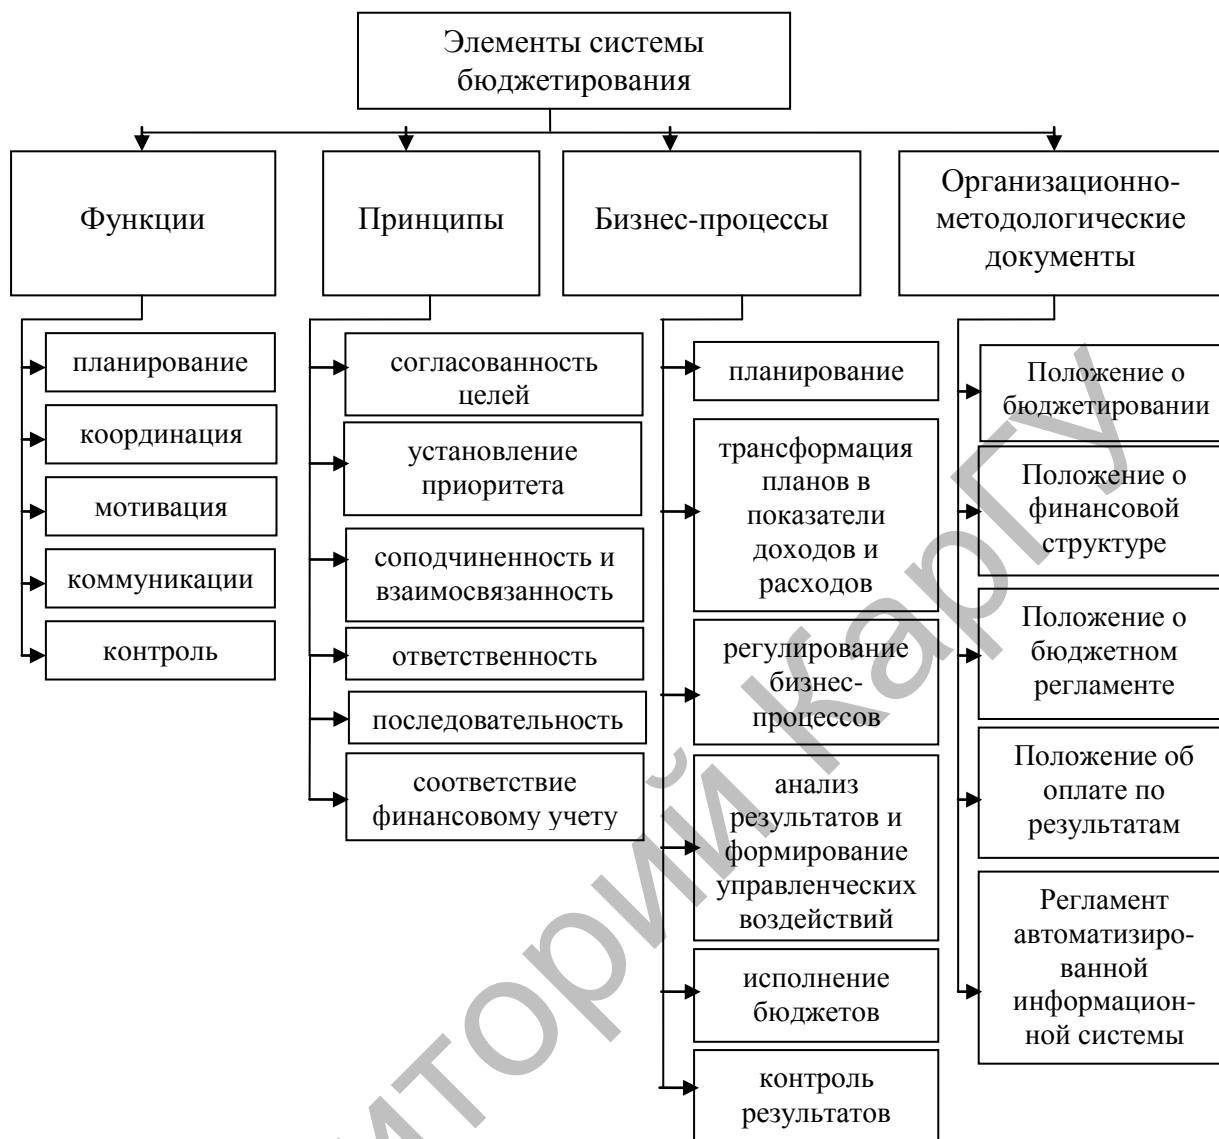 Элементы системы
бюджетирования
Функции
Принципы
Бизнес-процессы
Организационно-
методологические
документы
планирование
координация
мотивация
коммуникации
контроль
согласованность
целей
установление
приоритета
соподчиненность и
взаимосвязанность
ответственность
последовательность
соответствие
финансовому учету
планирование
трансформация
планов в
показатели
доходов и
расходов
регулирование
бизнес-
процессов
анализ
результатов и
формирование
управленческих
воздействий
исполнение
бюджетов
контроль
результатов
Положение о
бюджетировании
Положение о
финансовой
структуре
Положение о
бюджетном
регламенте
Положение об
оплате по
результатам
Регламент
автоматизиро-
ванной
информацион-
ной системы
иторий КарГУ